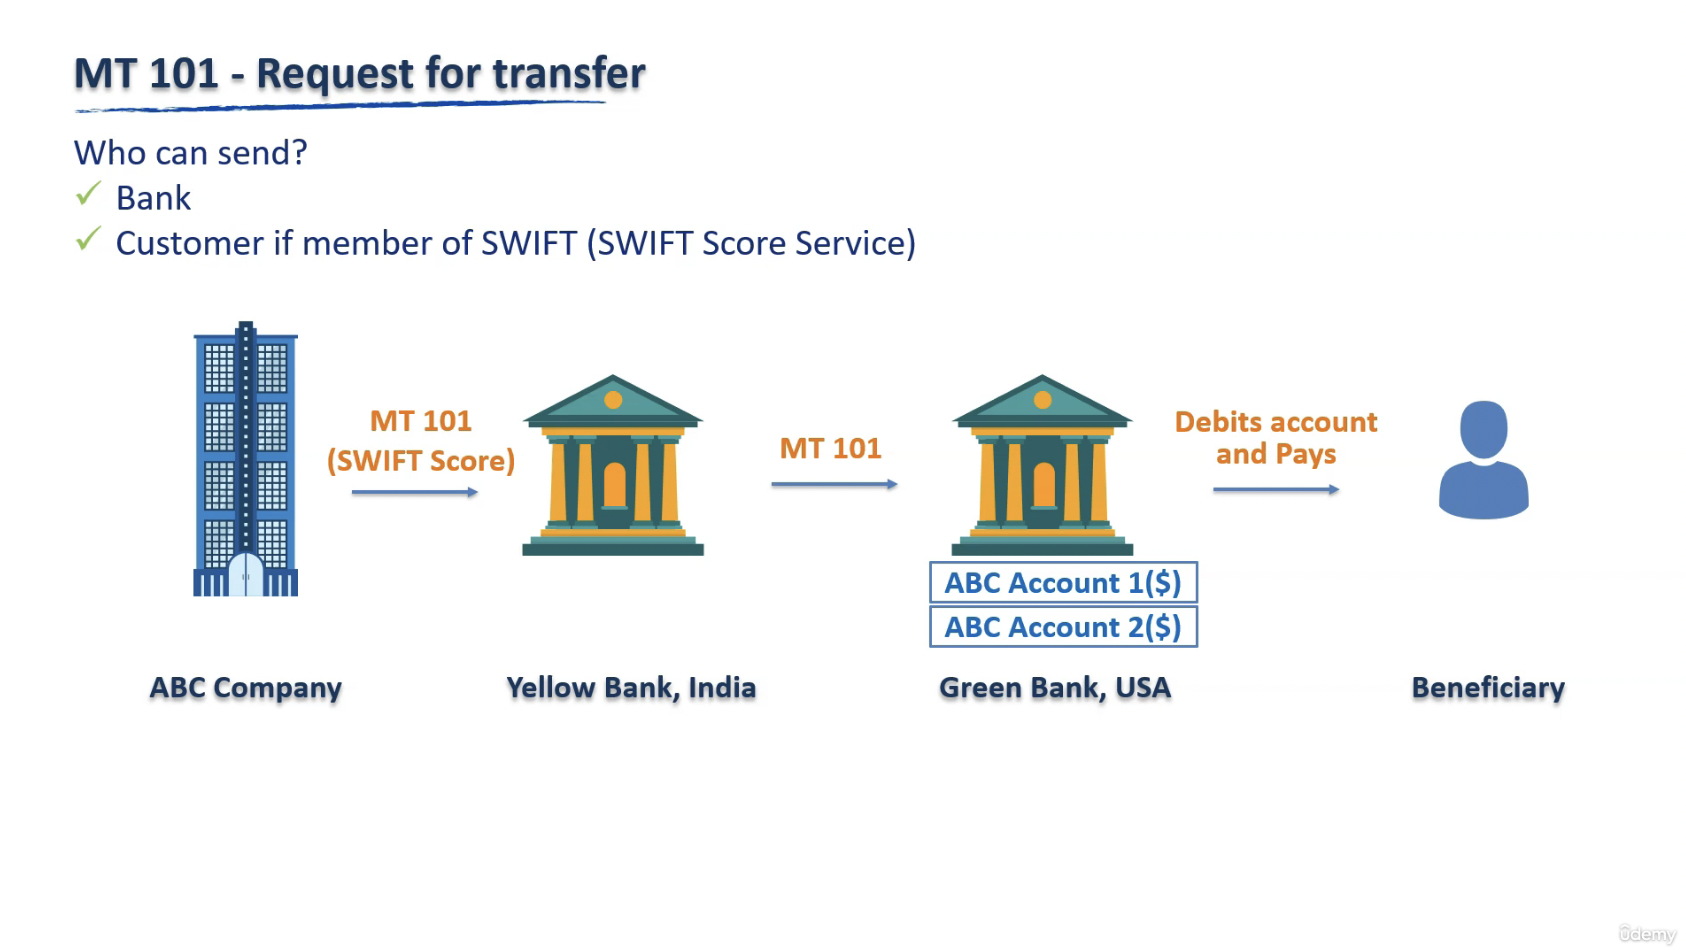 MT 101 - Request for transfer
Who can send?
✓ Bank
✓ Customer if member of SWIFT (SWIFT Score Service)
MT 101
(SWIFT Score)
MT 101
Debits account
and Pays
ABC Account 1($)
ABC Account 2($)
ABC Company
Yellow Bank, India
Green Bank, USA
Beneficiary
ûdemy